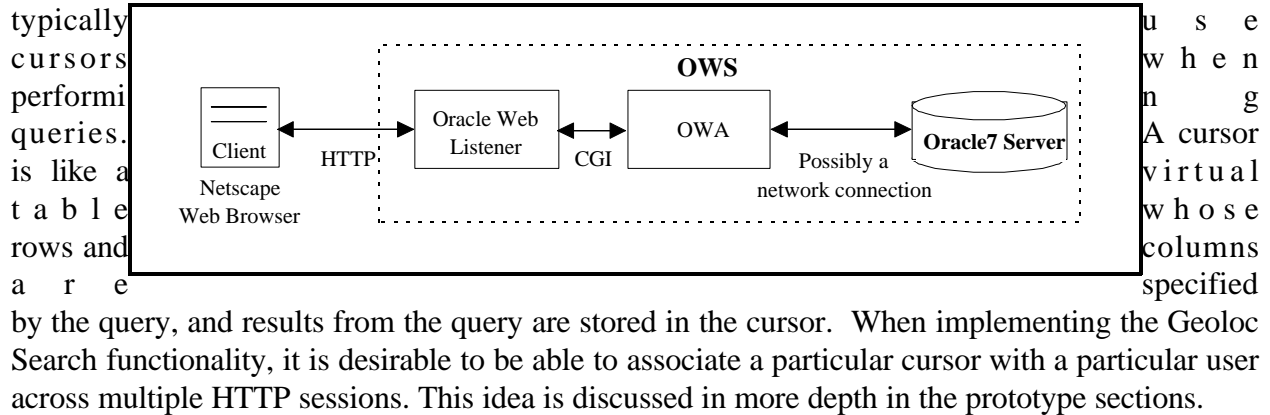 typically use
cursors when
performing
queries. A cursor
is like a virtual
table whose
rows and columns
are specified
by the query, and results from the query are stored in the cursor. When implementing the Geoloc
Search functionality, it is desirable to be able to associate a particular cursor with a particular user
across multiple HTTP sessions. This idea is discussed in more depth in the prototype sections.
OWS
Client
Netscape
Web Browser
HTTP
Oracle Web
Listener
CGI
OWA
Possibly a
network connection
Oracle7 Server